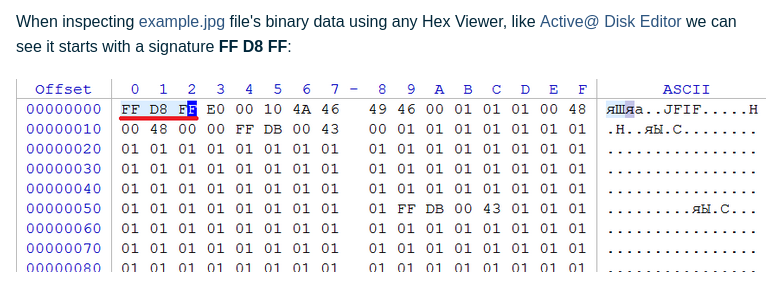 When inspecting example.jpg file's binary data using any Hex Viewer, like Active@ Disk Editor we can
see it starts with a signature FF D8 FF:
Offset 0 1 2 3 4 5 6 7 - 8 9 A B C D E F ASCII
00000000 FF D8 FF E0 00 10 4A 46 49 46 00 01 01 01 00 48 яШяа..JFIF.....H
00000010 00 48 00 00 FF DB 00 43 00 01 01 01 01 01 01 01 .H..яЫ.C........
00000020 01 01 01 01 01 01 01 01 01 01 01 01 01 01 01 01 ................
00000030 01 01 01 01 01 01 01 01 01 01 01 01 01 01 01 01 ................
00000040 01 01 01 01 01 01 01 01 01 01 01 01 01 01 01 01 ................
00000050 01 01 01 01 01 01 01 01 01 FF DB 00 43 01 01 01 .........яЫ.C...
00000060 01 01 01 01 01 01 01 01 01 01 01 01 01 01 01 01 ................
00000070 01 01 01 01 01 01 01 01 01 01 01 01 01 01 01 01 ................
00000080 01 01 01 01 01 01 01 01 01 01 01 01 01 01 01 01 ................